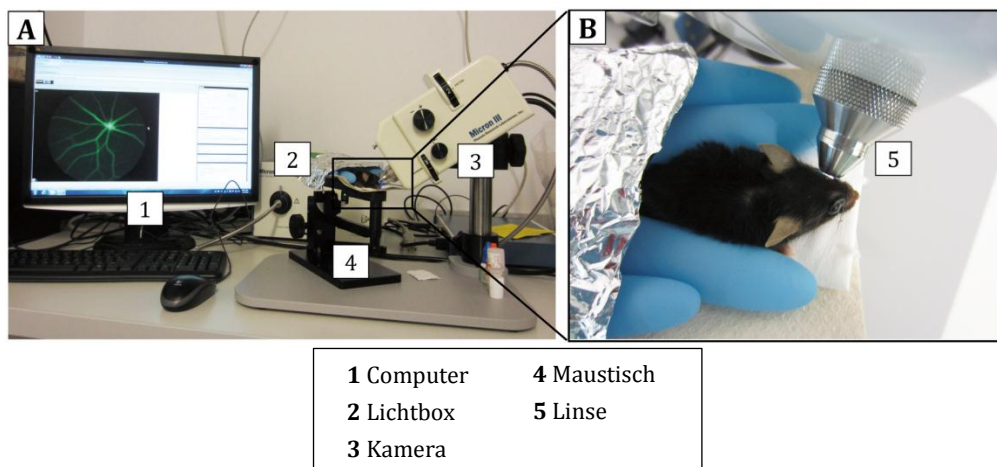 A
B
Micron III
2
3
5
1
4
1 Computer
4 Maustisch
2 Lichtbox
5 Linse
3 Kamera